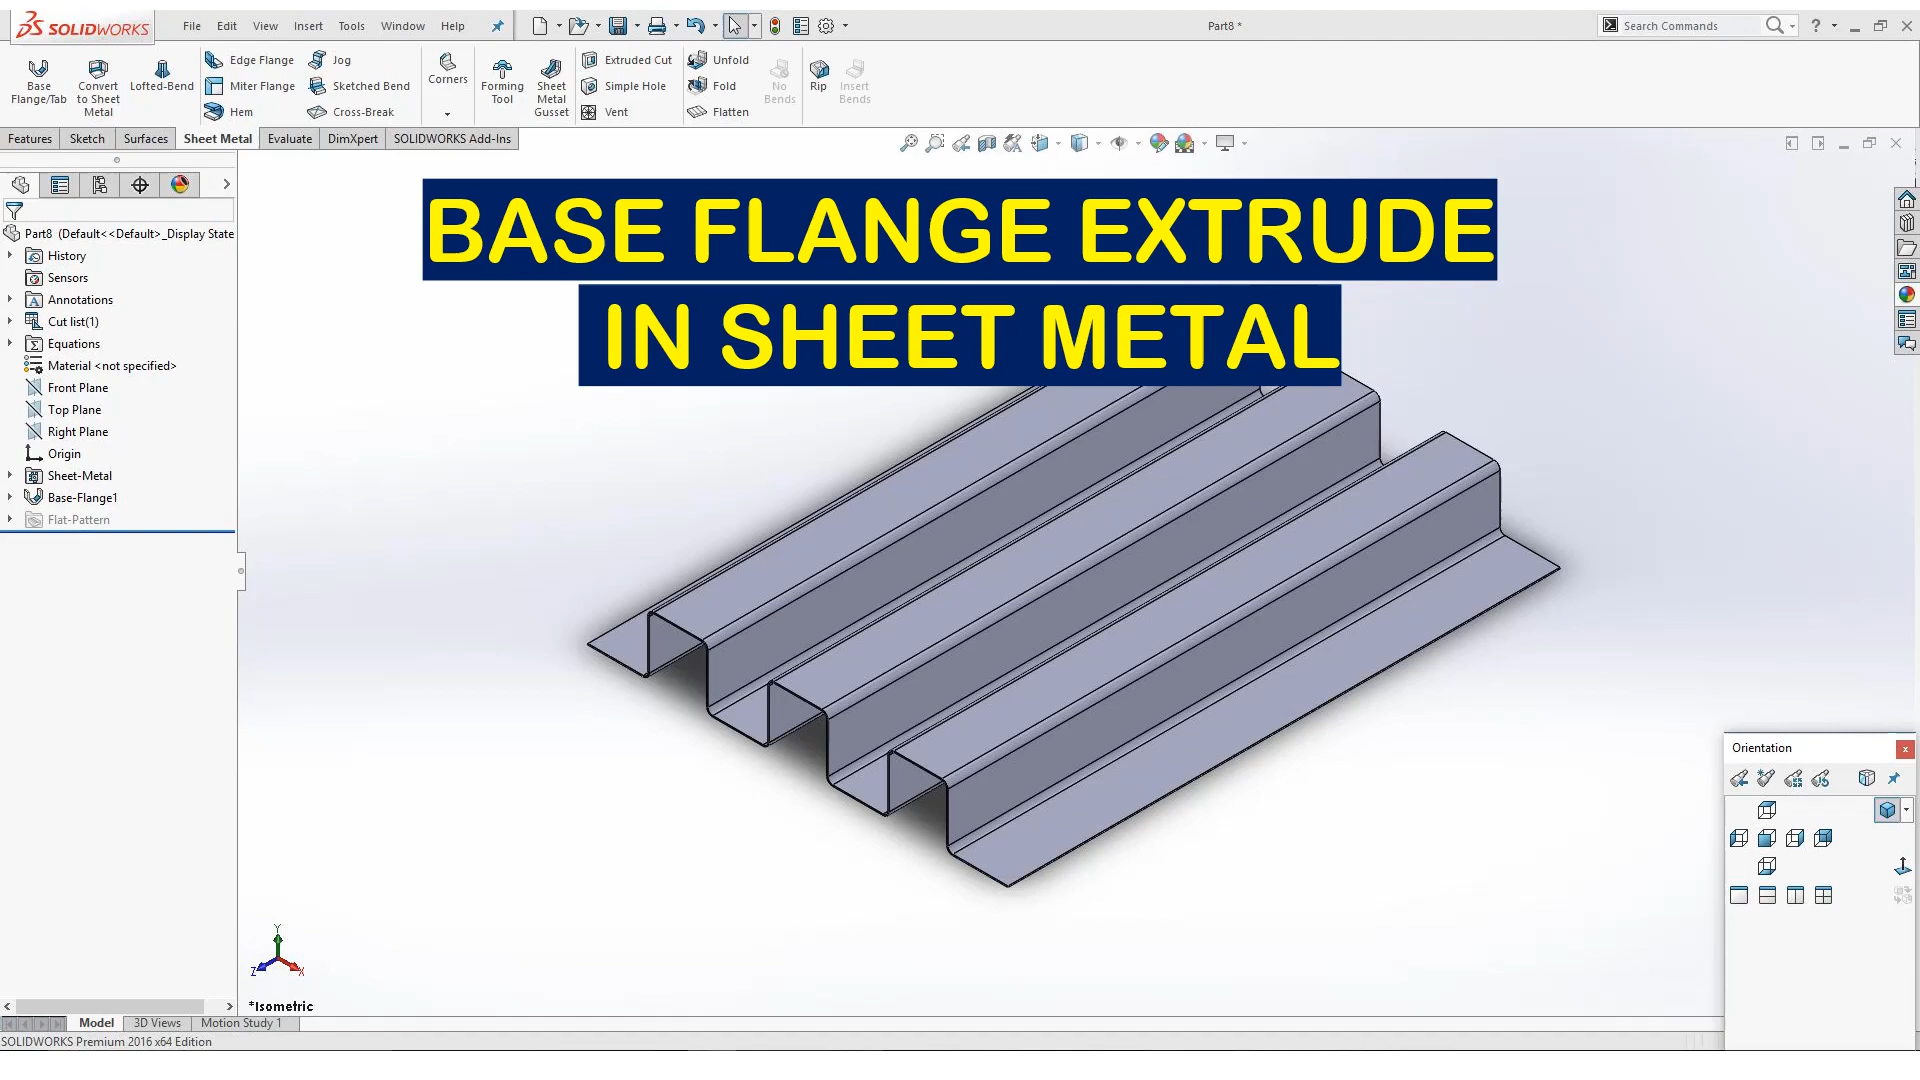 SOLIDWORKS
File Edit View Insert Tools Window Help
Part8 *
Search Commands
?
Base Flange/Tab
Convert to Sheet Metal
Lofted-Bend
Edge Flange
Miter Flange
Hem
Jog
Sketched Bend
Cross-Break
Corners
Forming Tool
Sheet Metal Gusset
Extruded Cut
Simple Hole
Vent
Unfold
Fold
Flatten
No Bends
Rip
Insert Bends
Features Sketch Surfaces Sheet Metal Evaluate DimXpert SOLIDWORKS Add-Ins
BASE FLANGE EXTRUDE
IN SHEET METAL
Part8 (Default<<Default>_Display State
History
Sensors
Annotations
Cut list(1)
Equations
Material <not specified>
Front Plane
Top Plane
Right Plane
Origin
Sheet-Metal
Base-Flange1
Flat-Pattern
Orientation
Y
Z
X
*Isometric
Model 3D Views Motion Study 1
SOLIDWORKS Premium 2016 x64 Edition